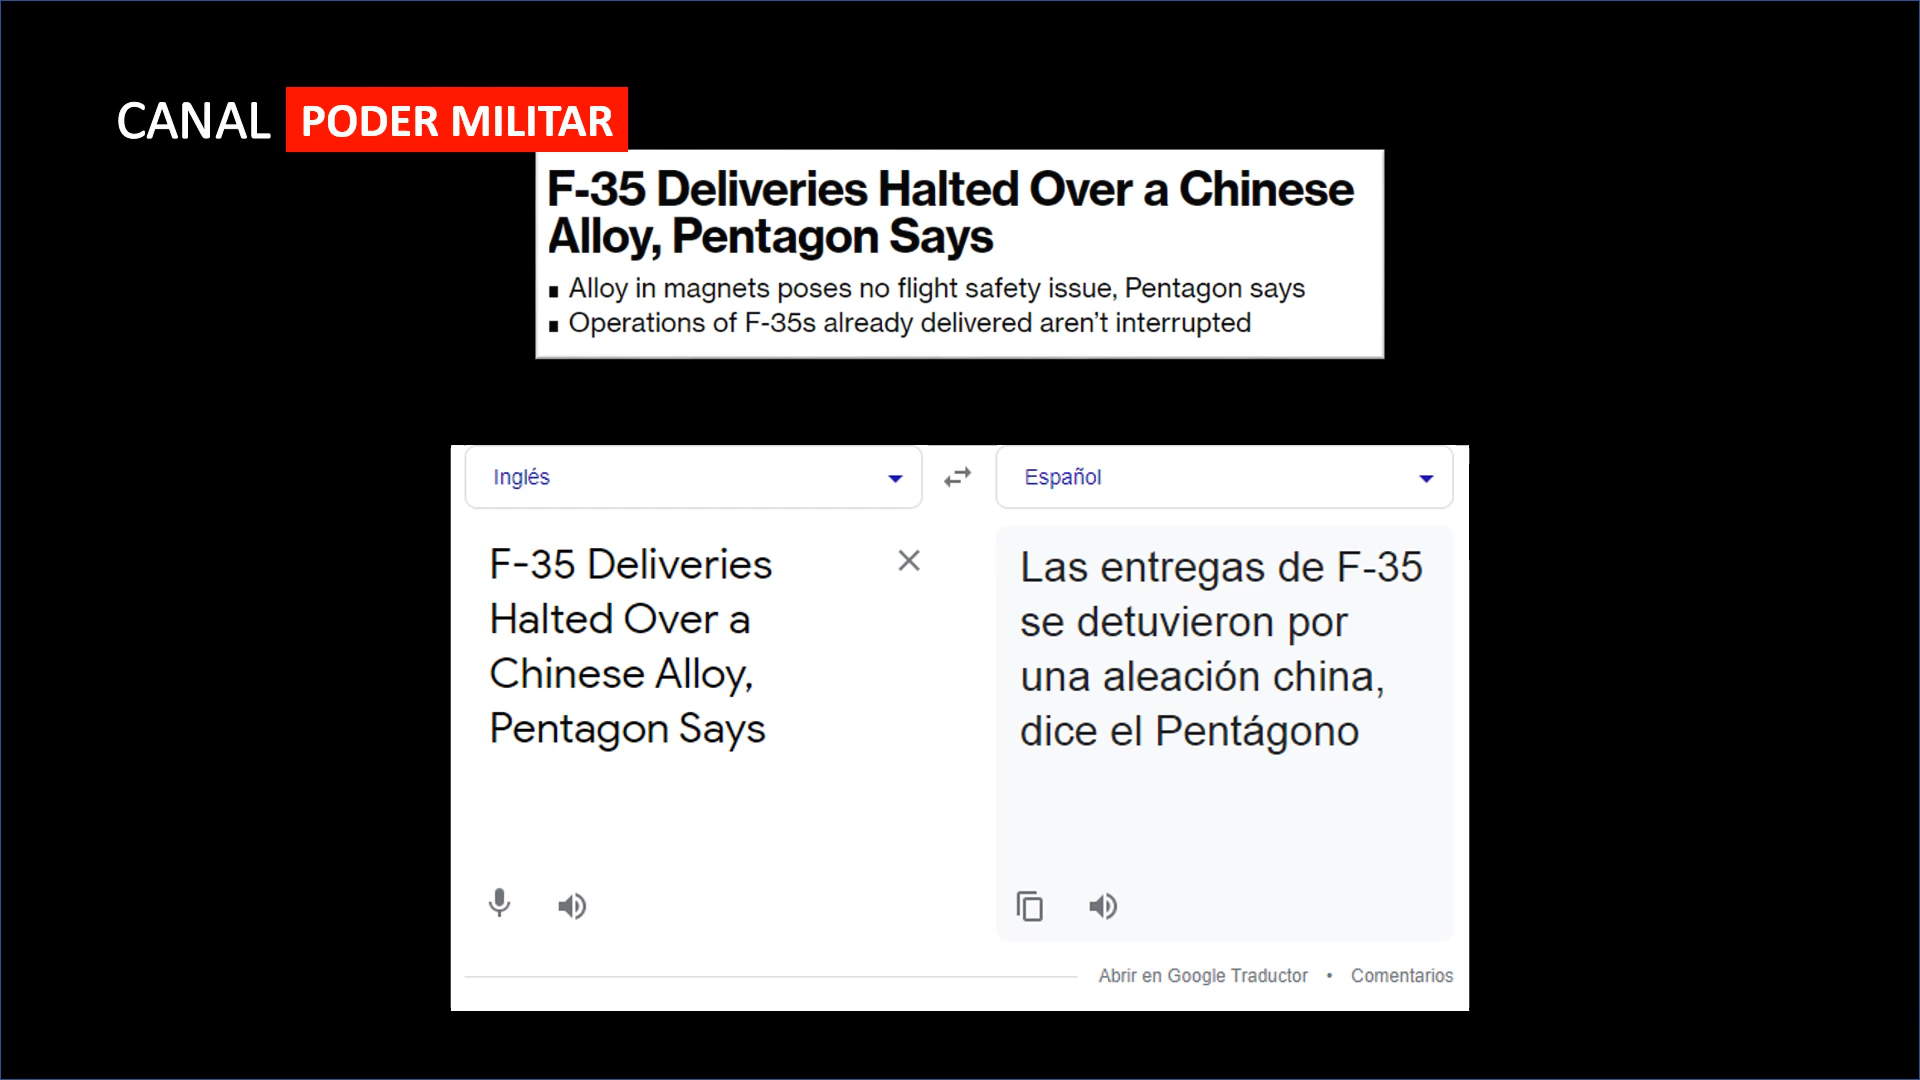 CANAL PODER MILITAR
F-35 Deliveries Halted Over a Chinese
Alloy, Pentagon Says
▪ Alloy in magnets poses no flight safety issue, Pentagon says
▪ Operations of F-35s already delivered aren’t interrupted
Inglés
Español
F-35 Deliveries
Halted Over a
Chinese Alloy,
Pentagon Says
Las entregas de F-35
se detuvieron por
una aleación china,
dice el Pentágono
Abrir en Google Traductor • Comentarios